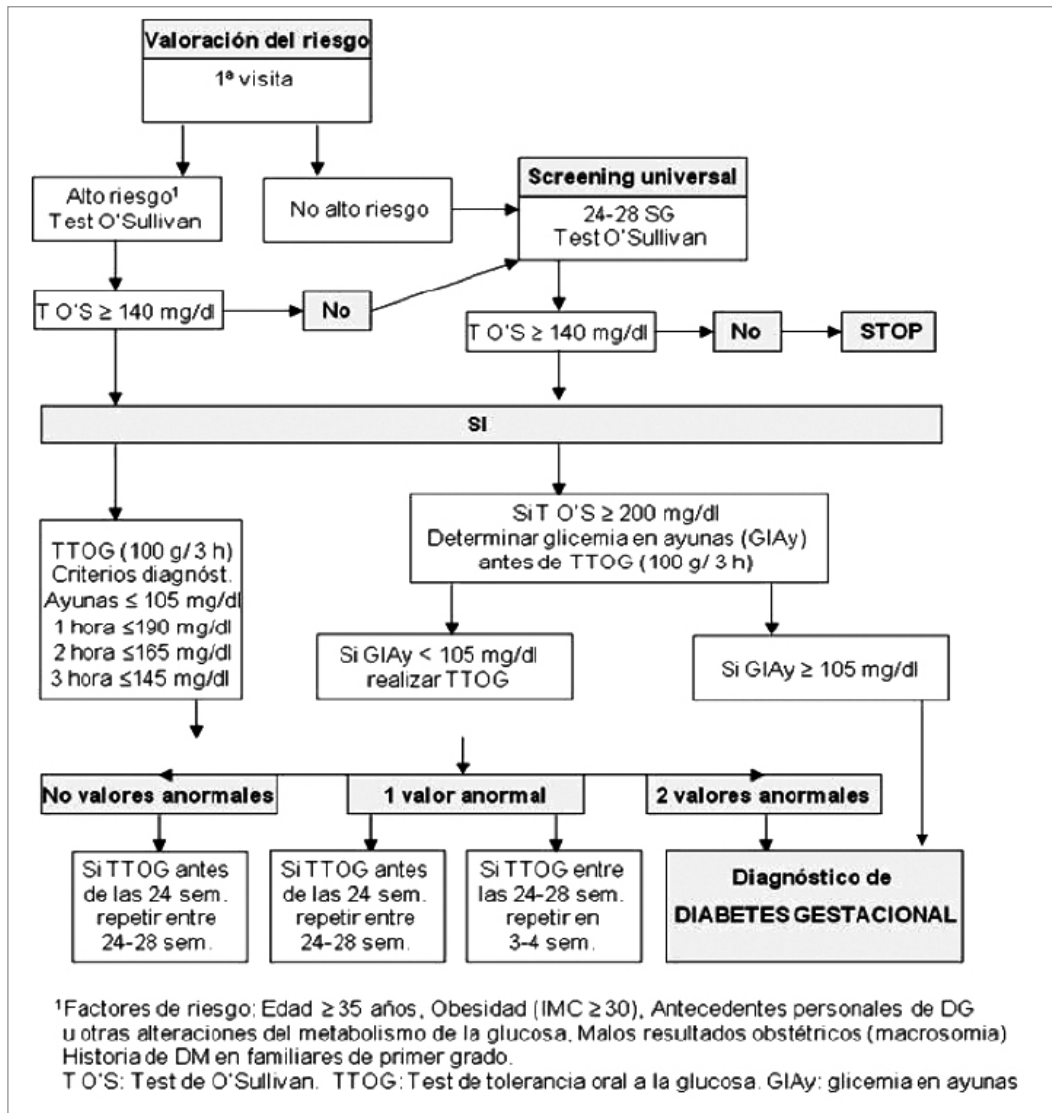 Valoración del riesgo
1ª visita
Alto riesgo¹
Test O'Sullivan
No alto riesgo
Screening universal
24-28 SG
Test O'Sullivan
T O'S ≥ 140 mg/dl
No
T O'S ≥ 140 mg/dl
No
STOP
SI
TTOG (100 g/ 3 h)
Criterios diagnóst.
Ayunas ≤ 105 mg/dl
1 hora ≤190 mg/dl
2 hora ≤165 mg/dl
3 hora ≤145 mg/dl
Si T O'S ≥ 200 mg/dl
Determinar glicemia en ayunas (GIAy)
antes de TTOG (100 g/ 3 h)
Si GIAy < 105 mg/dl
realizar TTOG
Si GIAy ≥ 105 mg/dl
No valores anormales
1 valor anormal
2 valores anormales
Si TTOG antes
de las 24 sem.
repetir entre
24-28 sem.
Si TTOG antes
de las 24 sem.
repetir entre
24-28 sem.
Si TTOG entre
las 24-28 sem.
repetir en
3-4 sem.
Diagnóstico de
DIABETES GESTACIONAL
¹Factores de riesgo: Edad ≥ 35 años, Obesidad (IMC ≥ 30), Antecedentes personales de DG
u otras alteraciones del metabolismo de la glucosa, Malos resultados obstétricos (macrosomia)
Historia de DM en familiares de primer grado.
T O'S: Test de O'Sullivan. TTOG: Test de tolerancia oral a la glucosa. GIAy: glicemia en ayunas